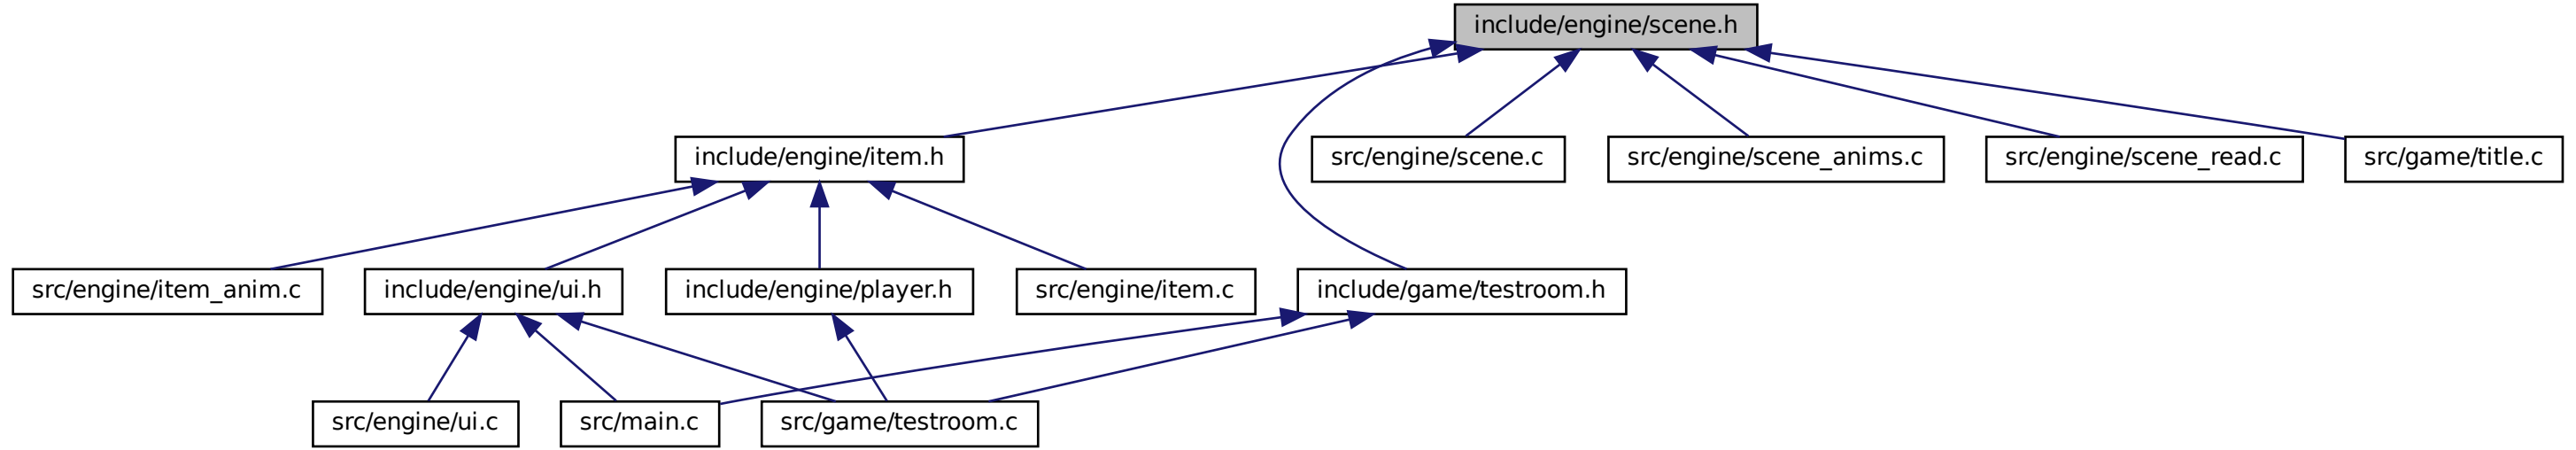 include/engine/scene.h
include/engine/item.h
src/engine/scene.c
src/engine/scene_anims.c
src/engine/scene_read.c
src/game/title.c
src/engine/item_anim.c
include/engine/ui.h
include/engine/player.h
src/engine/item.c
include/game/testroom.h
src/engine/ui.c
src/main.c
src/game/testroom.c